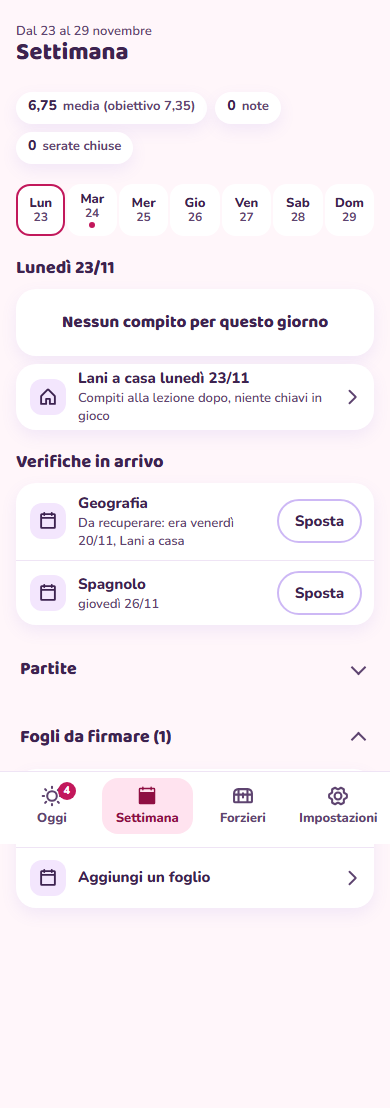 Dal 23 al 29 novembre
Settimana
6,75 media (obiettivo 7,35)
0 note
0 serate chiuse
Lun
23
Mar
24
Mer
25
Gio
26
Ven
27
Sab
28
Dom
29
Lunedì 23/11
Nessun compito per questo giorno
Lani a casa lunedì 23/11
Compiti alla lezione dopo, niente chiavi in
gioco
Verifiche in arrivo
Geografia
Da recuperare: era venerdì
20/11, Lani a casa
Sposta
Spagnolo
giovedì 26/11
Sposta
Partite
Fogli da firmare (1)
4
Oggi
Settimana
Forzieri
Impostazioni
Aggiungi un foglio